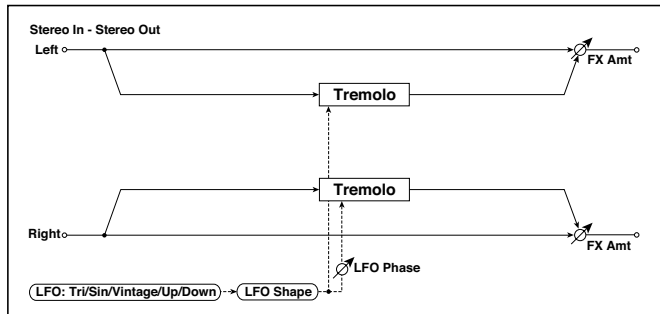 Stereo In - Stereo Out
Left
FX Amt
Tremolo
Tremolo
Right
FX Amt
LFO Phase
LFO: Tri/Sin/Vintage/Up/Down
LFO Shape